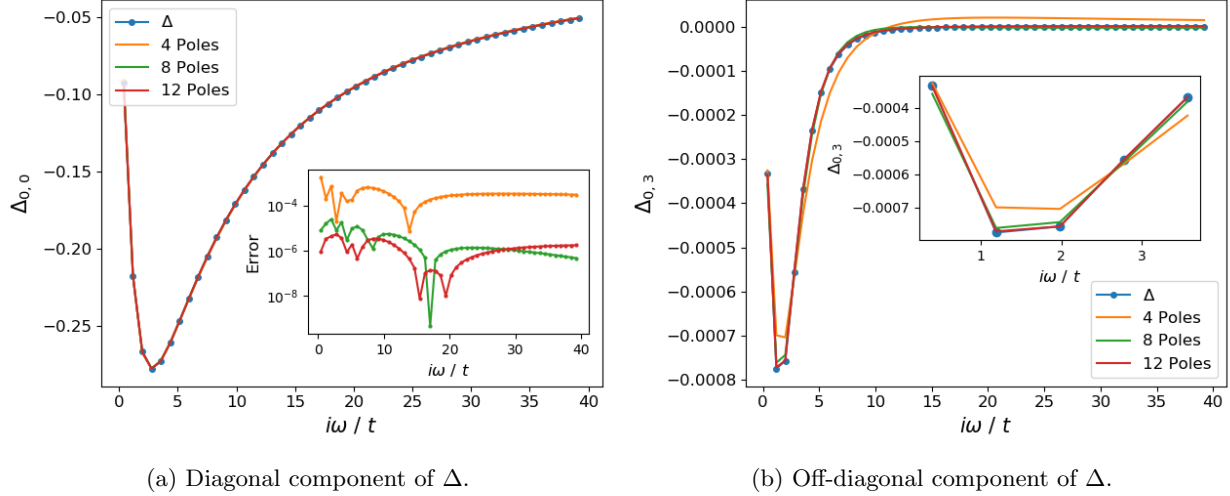 −0.05
−0.10
−0.15
−0.20
−0.25
Δ0, 0
Δ
4 Poles
8 Poles
12 Poles
10−4
10−6
10−8
Error
0 10 20 30 40
iω / t
0 5 10 15 20 25 30 35 40
iω / t
(a) Diagonal component of Δ.
0.0000
−0.0001
−0.0002
−0.0003
−0.0004
−0.0005
−0.0006
−0.0007
−0.0008
Δ0, 3
−0.0004
−0.0005
−0.0006
−0.0007
Δ0, 3
1 2 3
iω / t
Δ
4 Poles
8 Poles
12 Poles
0 5 10 15 20 25 30 35 40
iω / t
(b) Off-diagonal component of Δ.